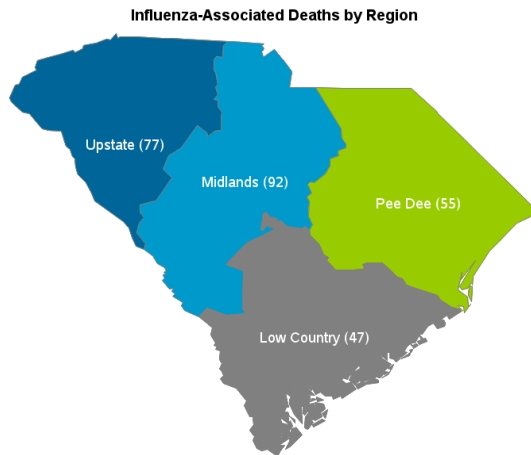 Influenza-Associated Deaths by Region
Upstate (77)
Midlands (92)
Pee Dee (55)
Low Country (47)